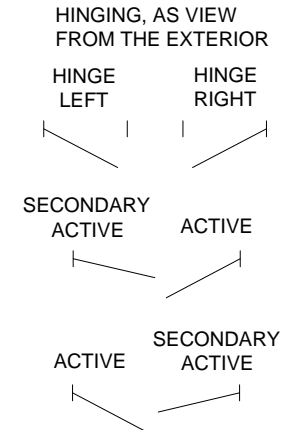 HINGING, AS VIEW
FROM THE EXTERIOR
HINGE
LEFT
HINGE
RIGHT
SECONDARY
ACTIVE
ACTIVE
ACTIVE
SECONDARY
ACTIVE